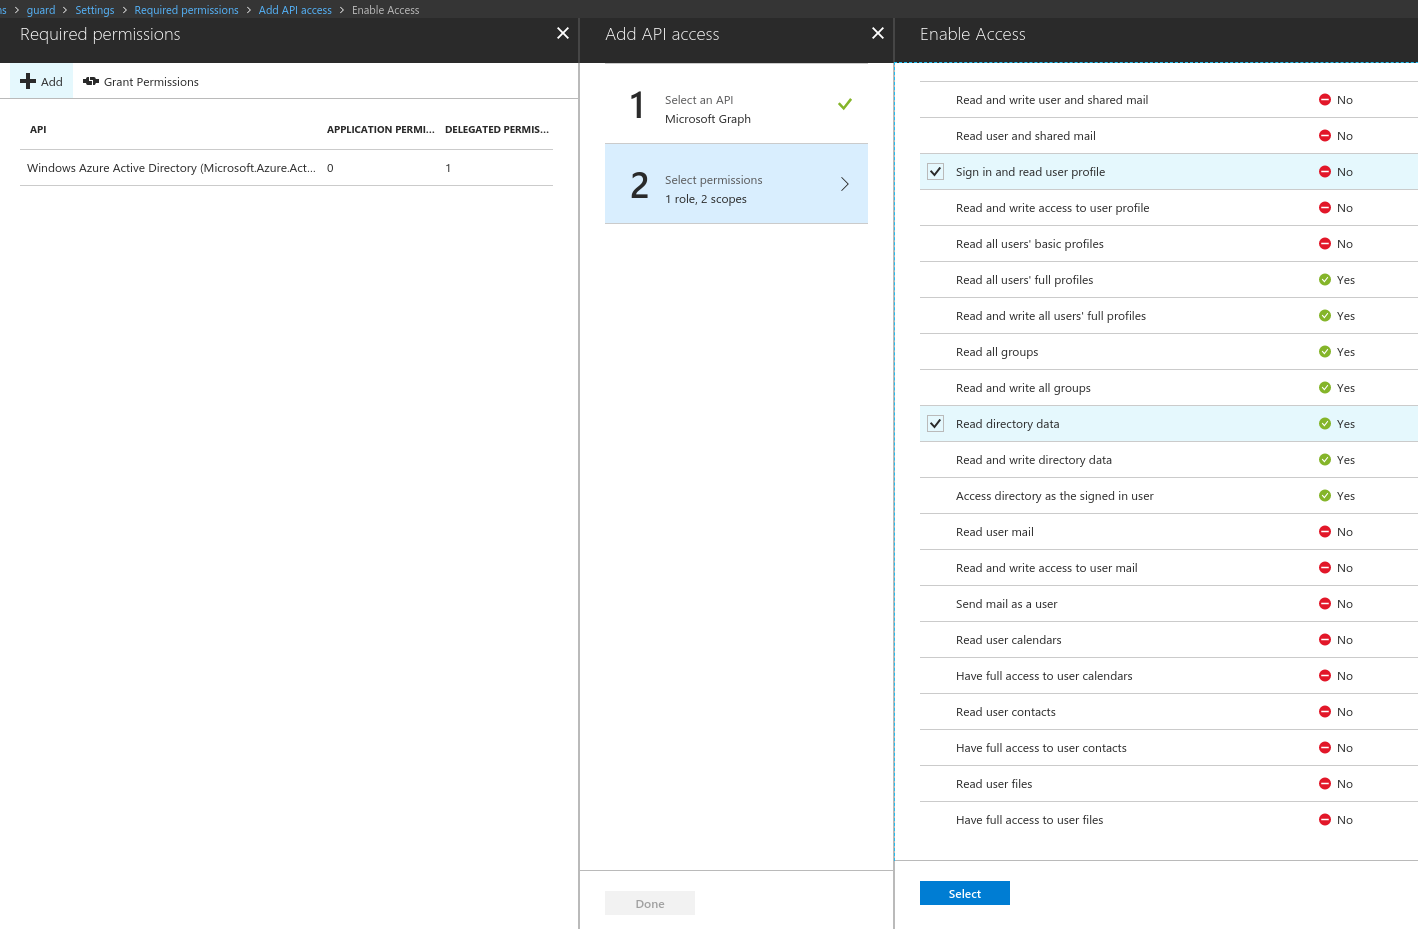 ns > guard > Settings > Required permissions > Add API access > Enable Access
Required permissions
Add
Grant Permissions
API
APPLICATION PERMI...
DELEGATED PERMIS...
Windows Azure Active Directory (Microsoft.Azure.Act...
0
1
Add API access
1
Select an API
Microsoft Graph
2
Select permissions
1 role, 2 scopes
Done
Enable Access
Read and write user and shared mail No
Read user and shared mail No
Sign in and read user profile No
Read and write access to user profile No
Read all users' basic profiles No
Read all users' full profiles Yes
Read and write all users' full profiles Yes
Read all groups Yes
Read and write all groups Yes
Read directory data Yes
Read and write directory data Yes
Access directory as the signed in user Yes
Read user mail No
Read and write access to user mail No
Send mail as a user No
Read user calendars No
Have full access to user calendars No
Read user contacts No
Have full access to user contacts No
Read user files No
Have full access to user files No
Select